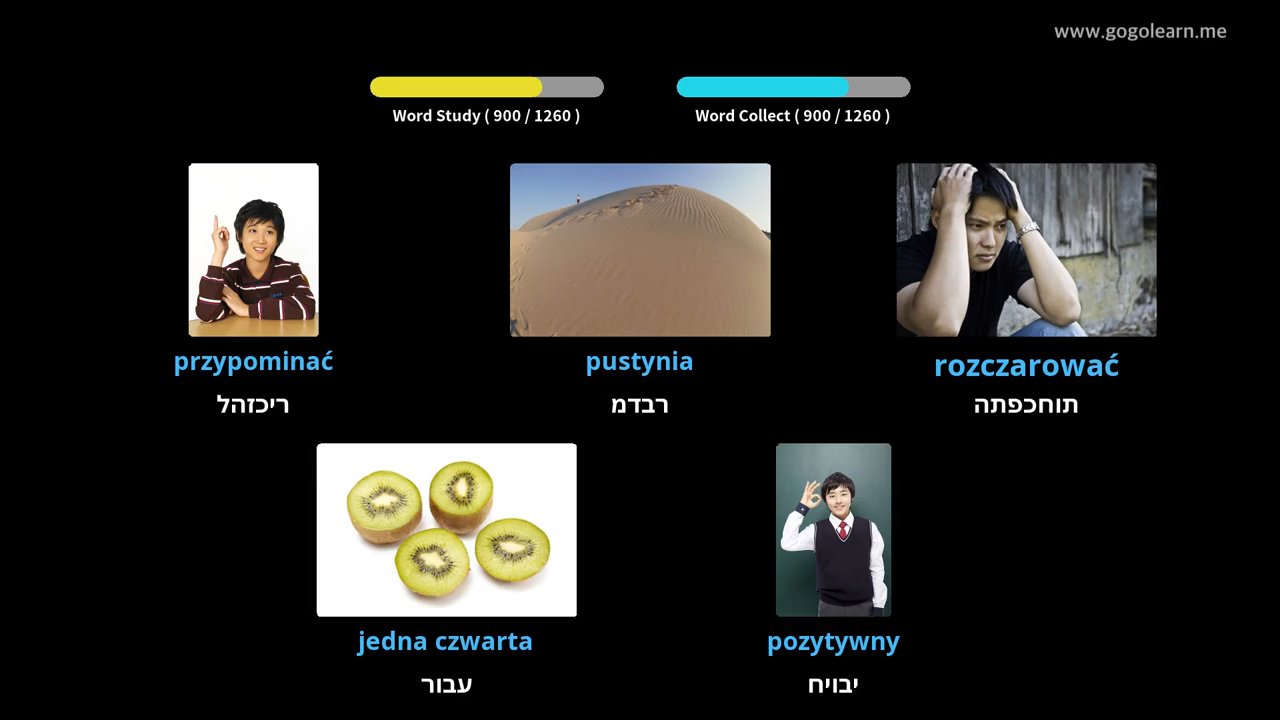 www.gogolearn.me
Word Study ( 900 / 1260 )
Word Collect ( 900 / 1260 )
przypominać
ריכזהל
pustynia
רבדמ
rozczarować
תוחכפתה
jedna czwarta
עבור
pozytywny
יבויח